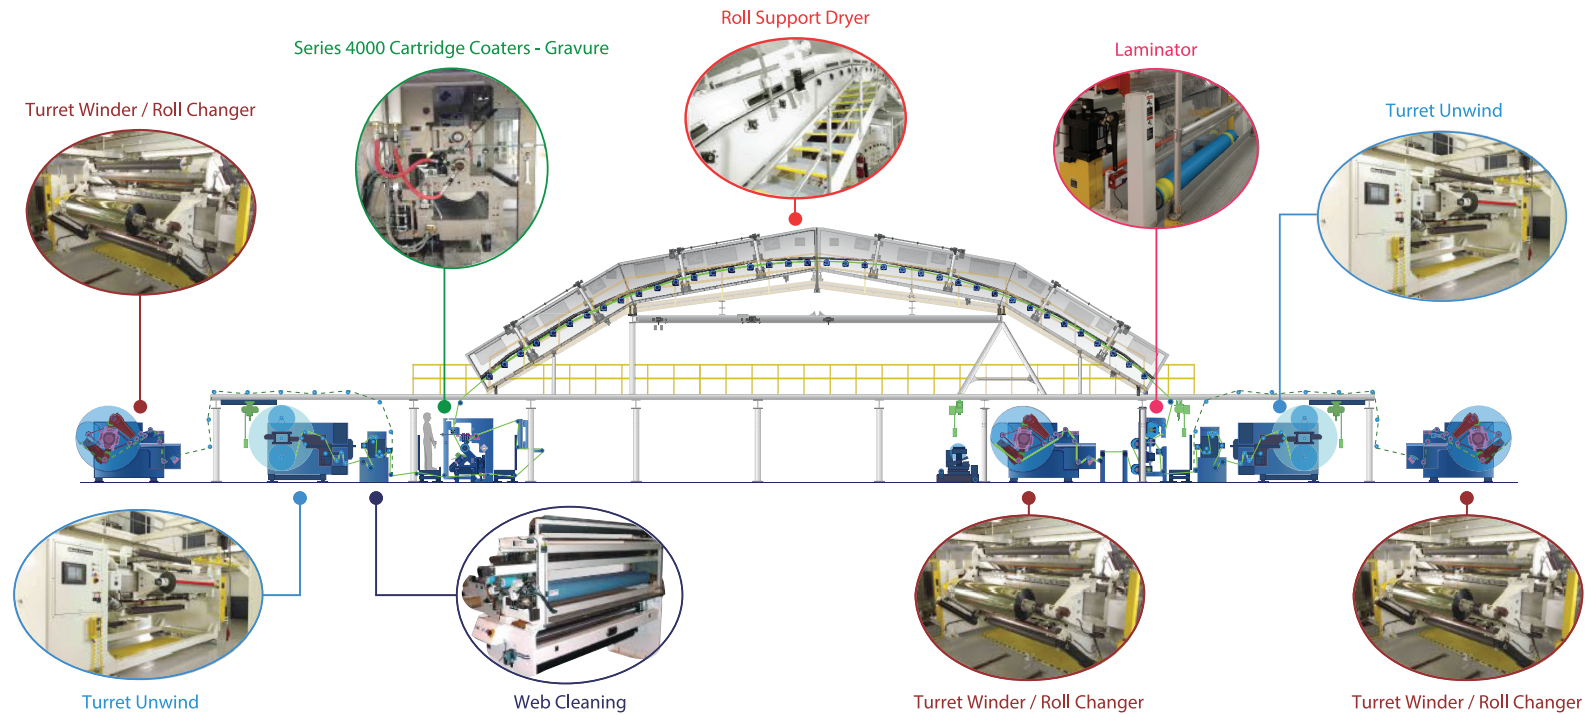 Roll Support Dryer
Series 4000 Cartridge Coaters - Gravure
Laminator
Turret Winder / Roll Changer
Turret Unwind
Turret Unwind
Web Cleaning
Turret Winder / Roll Changer
Turret Winder / Roll Changer